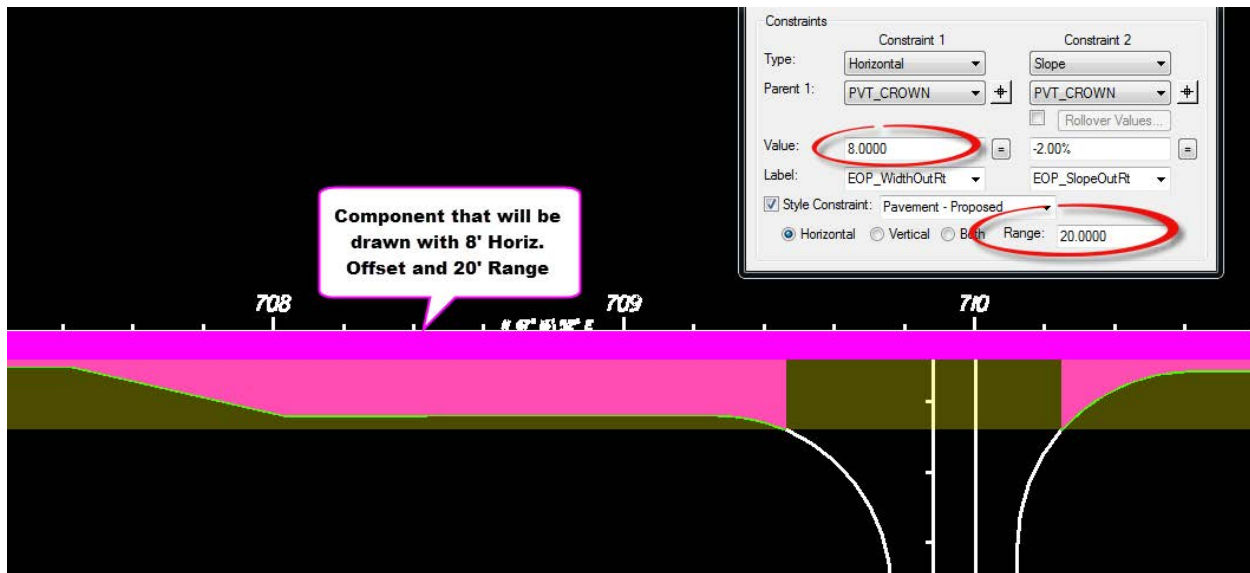 Constraints
Constraint 1 Constraint 2
Type: Horizontal Slope
Parent 1: PVT_CROWN PVT_CROWN
Rollover Values...
Value: 8.0000 = -2.00% =
Label: EOP_WidthOutRt EOP_SlopeOutRt
Style Constraint: Pavement - Proposed
Horizontal Vertical Both Range: 20.0000
Component that will be
drawn with 8' Horiz.
Offset and 20' Range
708 709 710